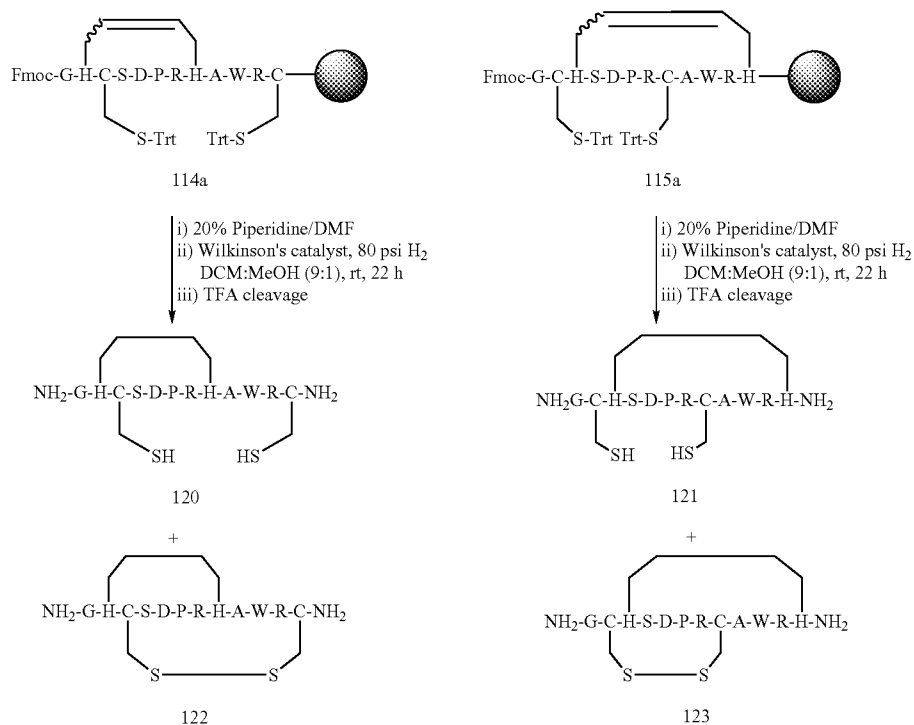 Fmoc-G-H-C-S-D-P-R-H-A-W-R-C
S-Trt Trt-S
114a
i) 20% Piperidine/DMF
ii) Wilkinson's catalyst, 80 psi H2
DCM:MeOH (9:1), rt, 22 h
iii) TFA cleavage
NH2-G-H-C-S-D-P-R-H-A-W-R-C-NH2
SH HS
120
+
NH2-G-H-C-S-D-P-R-H-A-W-R-C-NH2
S S
122
Fmoc-G-C-H-S-D-P-R-C-A-W-R-H
S-Trt Trt-S
115a
i) 20% Piperidine/DMF
ii) Wilkinson's catalyst, 80 psi H2
DCM:MeOH (9:1), rt, 22 h
iii) TFA cleavage
NH2G-C-H-S-D-P-R-C-A-W-R-H-NH2
SH HS
121
+
NH2-G-C-H-S-D-P-R-C-A-W-R-H-NH2
S S
123